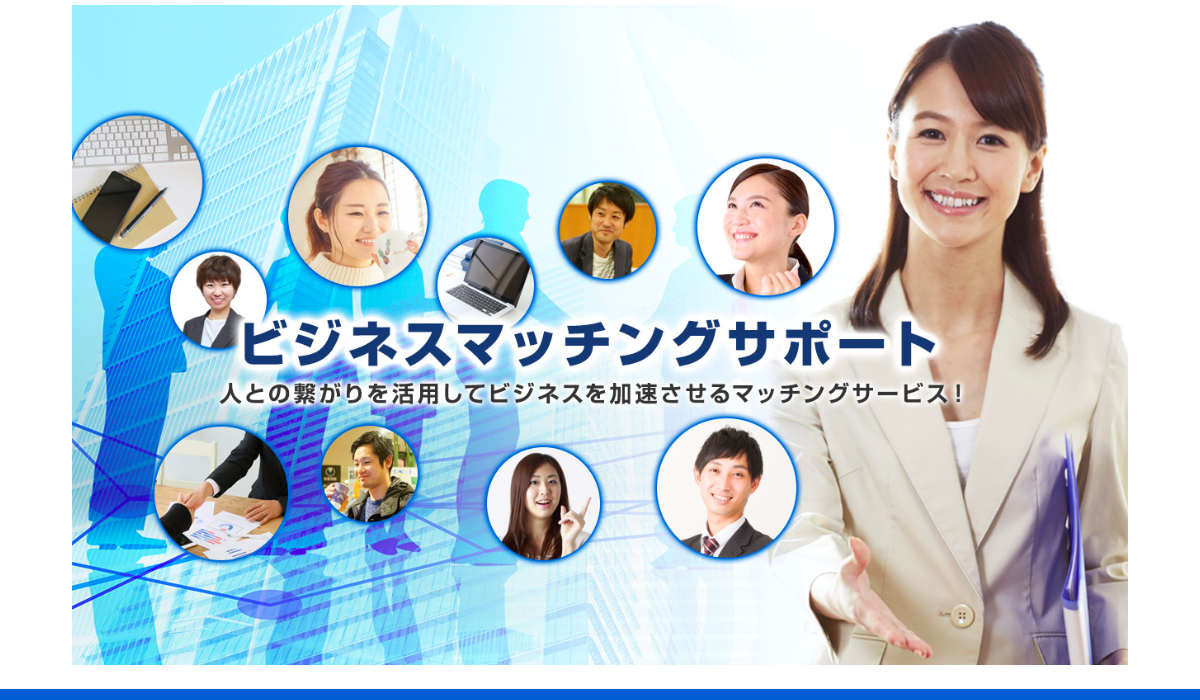 ビジネスマッチングサポート
人との繋がりを活用してビジネスを加速させるマッチングサービス！